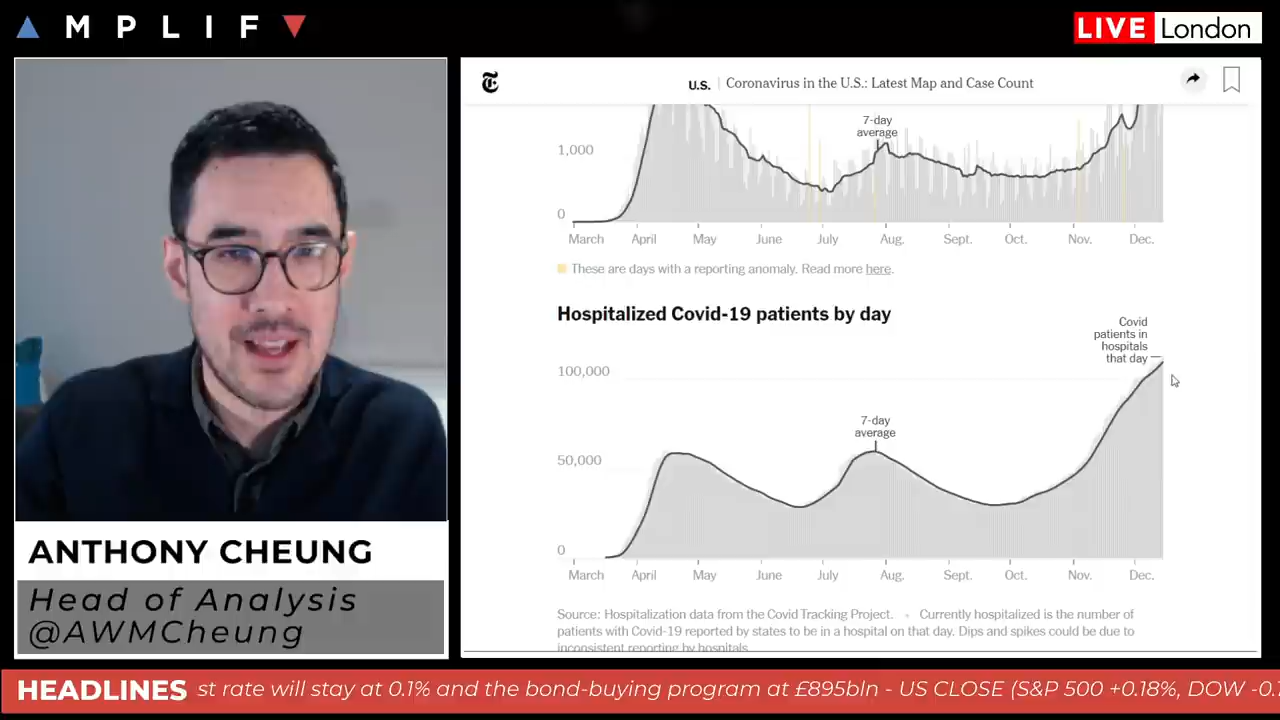 MPLIF
LIVE London
U.S. | Coronavirus in the U.S.: Latest Map and Case Count
7-day
average
1,000
0
March April May June July Aug. Sept. Oct. Nov. Dec.
These are days with a reporting anomaly. Read more here.
Hospitalized Covid-19 patients by day
Covid
patients in
hospitals
that day
100,000
7-day
average
50,000
0
March April May June July Aug. Sept. Oct. Nov. Dec.
Source: Hospitalization data from the Covid Tracking Project. • Currently hospitalized is the number of
patients with Covid-19 reported by states to be in a hospital on that day. Dips and spikes could be due to
inconsistent reporting by hospitals.
ANTHONY CHEUNG
Head of Analysis
@AWMCheung
HEADLINES st rate will stay at 0.1% and the bond-buying program at £895bln - US CLOSE (S&P 500 +0.18%, DOW -0.1